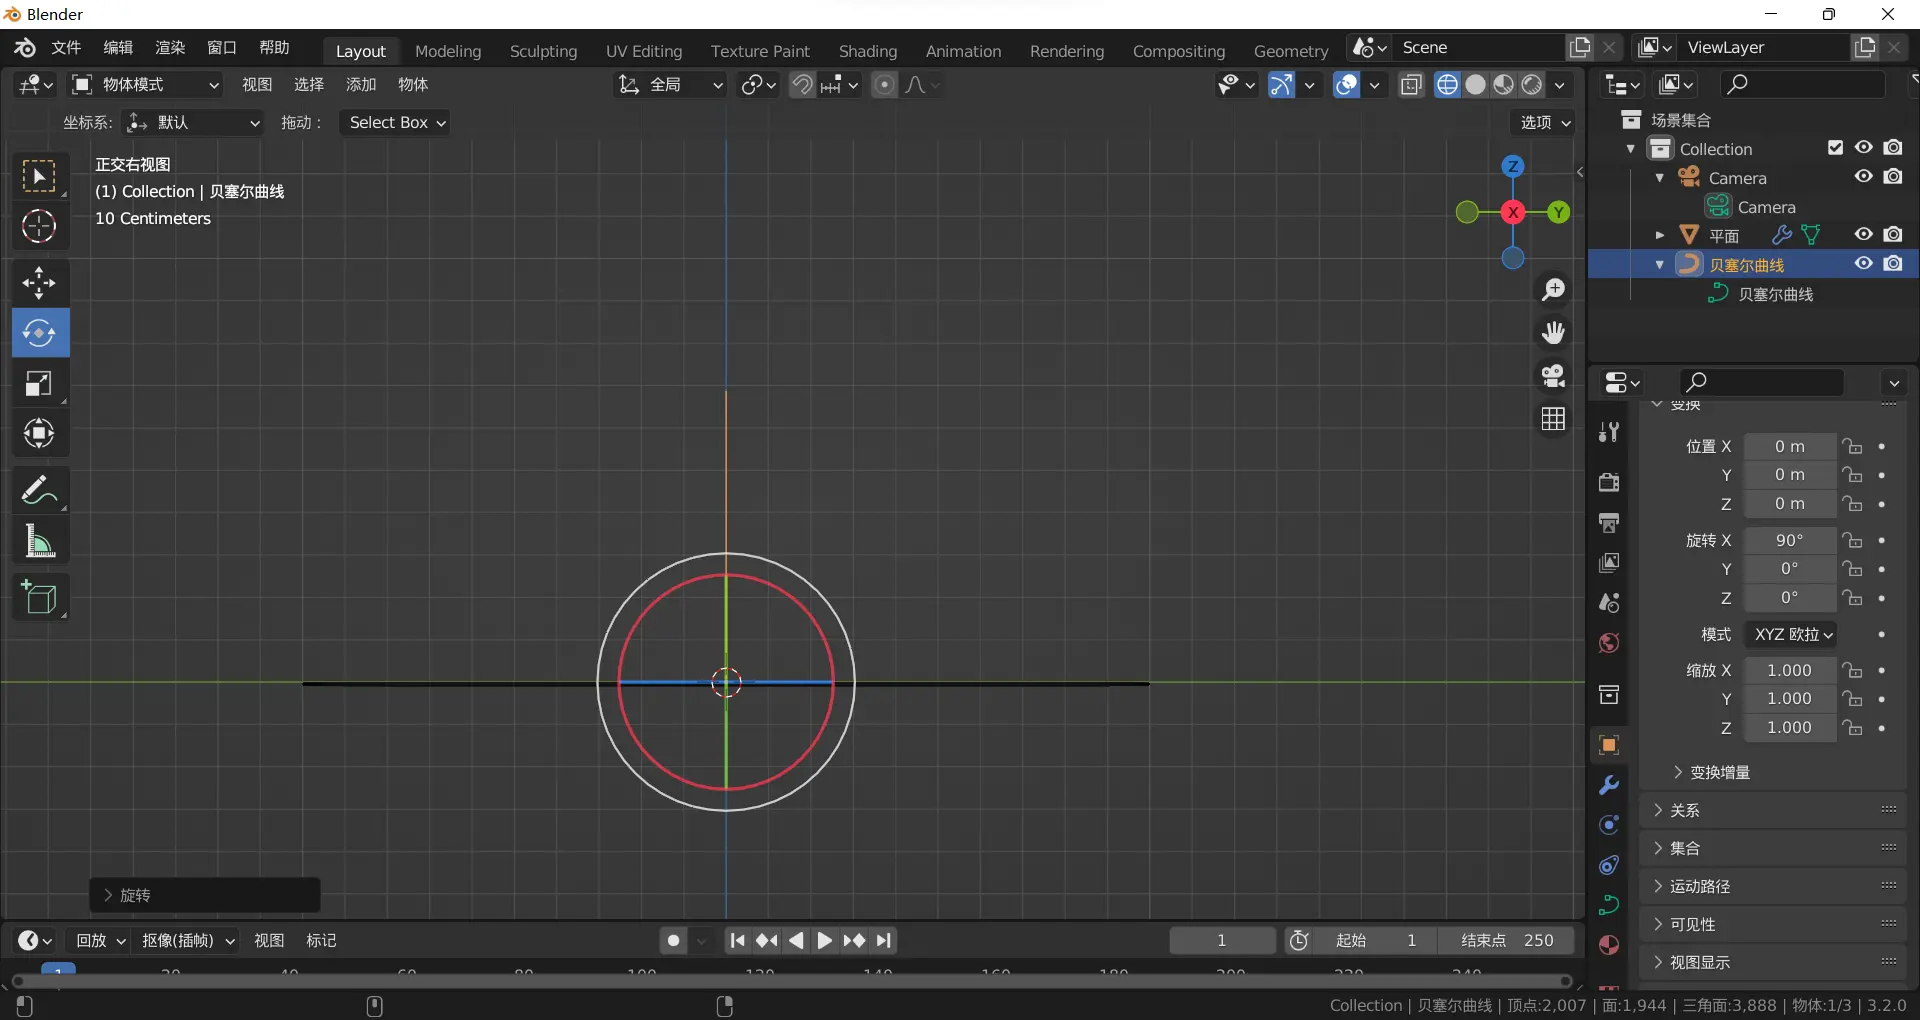 Blender
文件 编辑 渲染 窗口 帮助 Layout Modeling Sculpting UV Editing Texture Paint Shading Animation Rendering Compositing Geometry Scene ViewLayer
物体模式 视图 选择 添加 物体 全局
坐标系: 默认 拖动: Select Box 选项
正交右视图
(1) Collection | 贝塞尔曲线
10 Centimeters
Z
X
Y
场景集合
Collection
Camera
Camera
平面
贝塞尔曲线
贝塞尔曲线
变换
位置 X 0 m
Y 0 m
Z 0 m
旋转 X 90°
Y 0°
Z 0°
模式 XYZ 欧拉
缩放 X 1.000
Y 1.000
Z 1.000
变换增量
关系
集合
运动路径
可见性
视图显示
旋转
回放 抠像(插帧) 视图 标记 1 起始 1 结束点 250
1 20 40 60 80 100 120 140 160 180 200 220 240
Collection | 贝塞尔曲线 | 顶点:2,007 | 面:1,944 | 三角面:3,888 | 物体:1/3 | 3.2.0